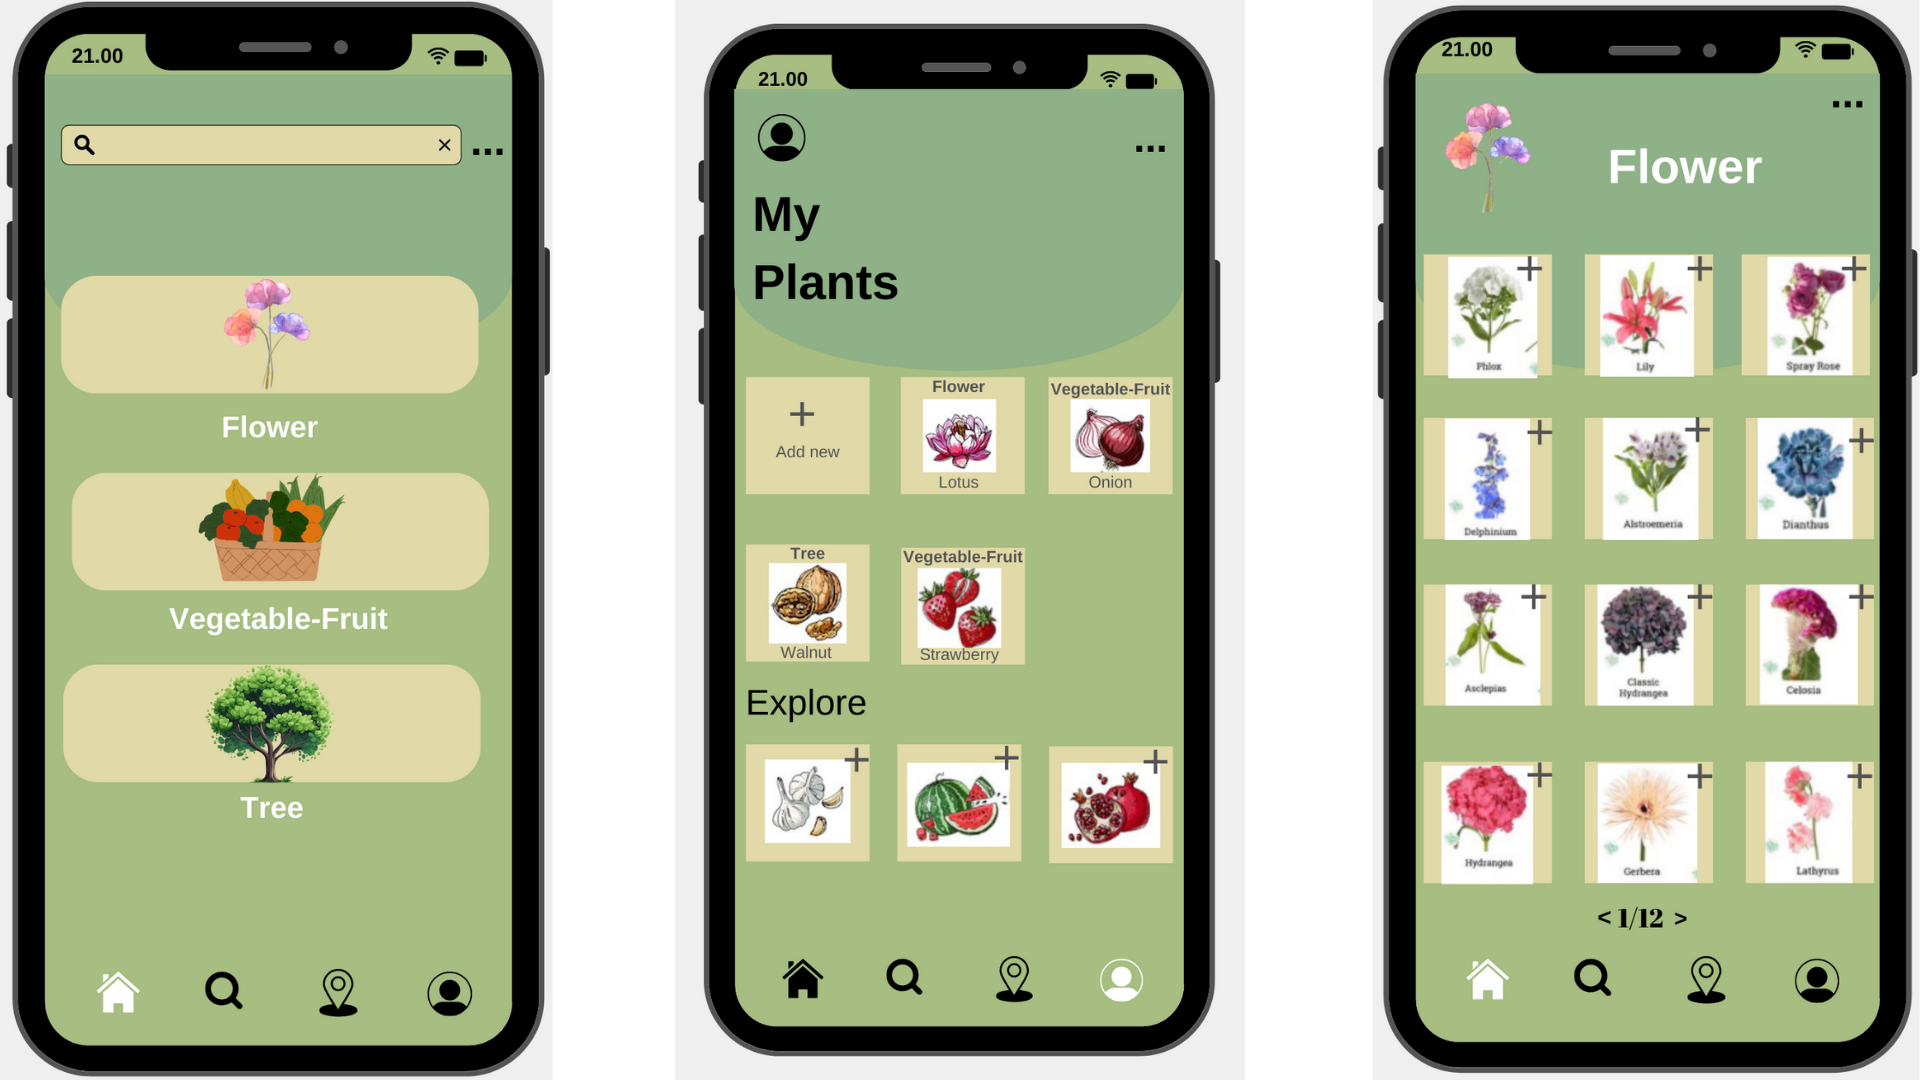 21.00
...
Flower
Vegetable-Fruit
Tree
21.00
...
My
Plants
+
Add new
Flower
Lotus
Vegetable-Fruit
Onion
Tree
Walnut
Vegetable-Fruit
Strawberry
Explore
+ + +
21.00
...
Flower
+ + +
Phlox Lily Spray Rose
+ + +
Delphinium Alstroemeria Dianthus
+ + +
Asclepias
Classic
Hydrangea
Celosia
+ + +
Hydrangea Gerbera Lathyrus
< 1/12 >